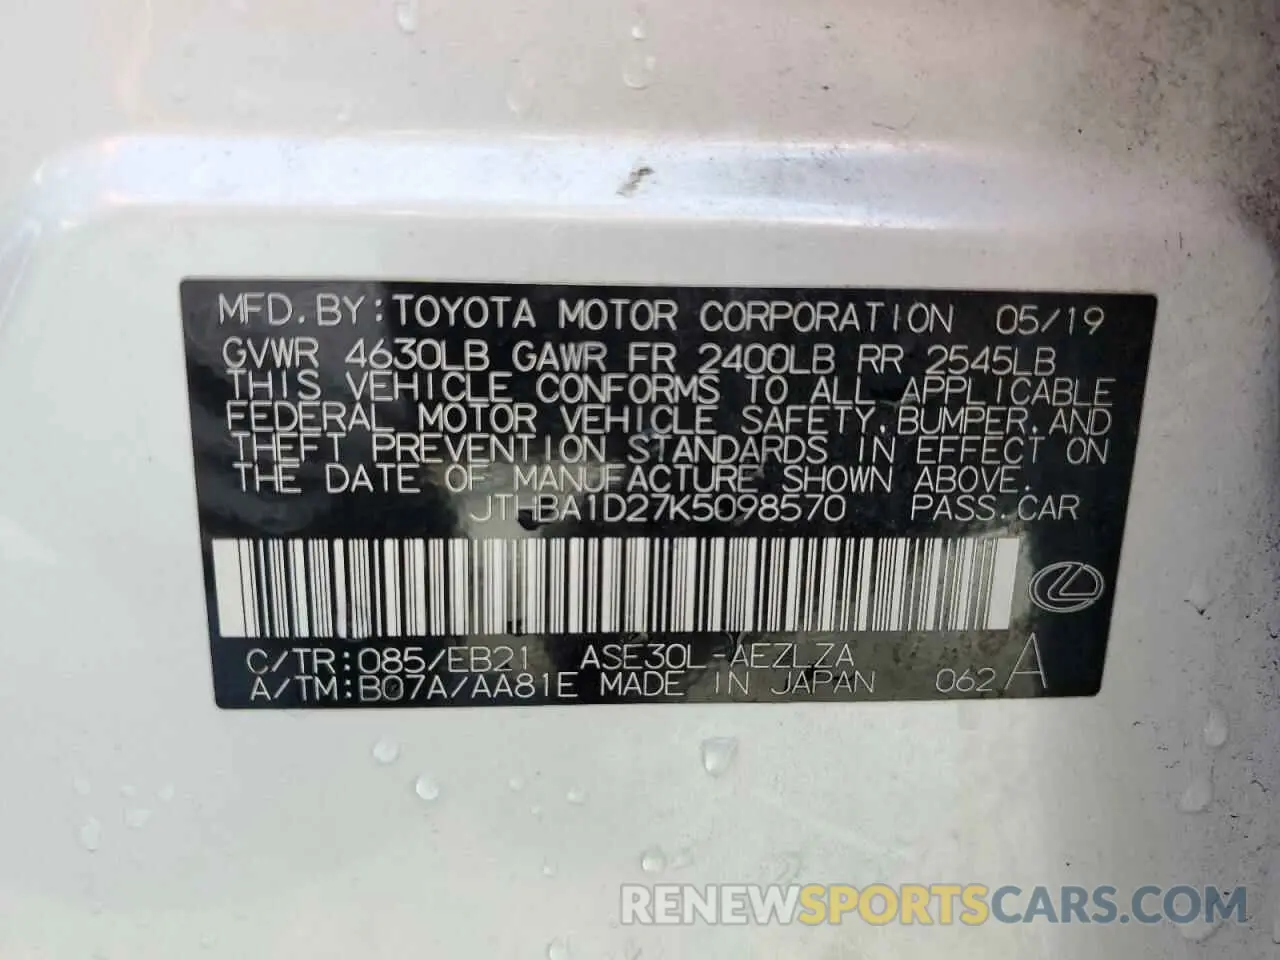 MFD. BY: TOYOTA MOTOR CORPORATION 05/19
GVWR 4630LB GAWR FR 2400LB RR 2545LB
THIS VEHICLE CONFORMS TO ALL APPLICABLE
FEDERAL MOTOR VEHICLE SAFETY, BUMPER, AND
THEFT PREVENTION STANDARDS IN EFFECT ON
THE DATE OF MANUFACTURE SHOWN ABOVE.
JTHBA1D27K5098570 PASS. CAR
C/TR: 085/EB21 ASE30L-AEZLZA
A/TM: B07A/AA81E MADE IN JAPAN 062 A
RENEWSPORTSCARS.COM